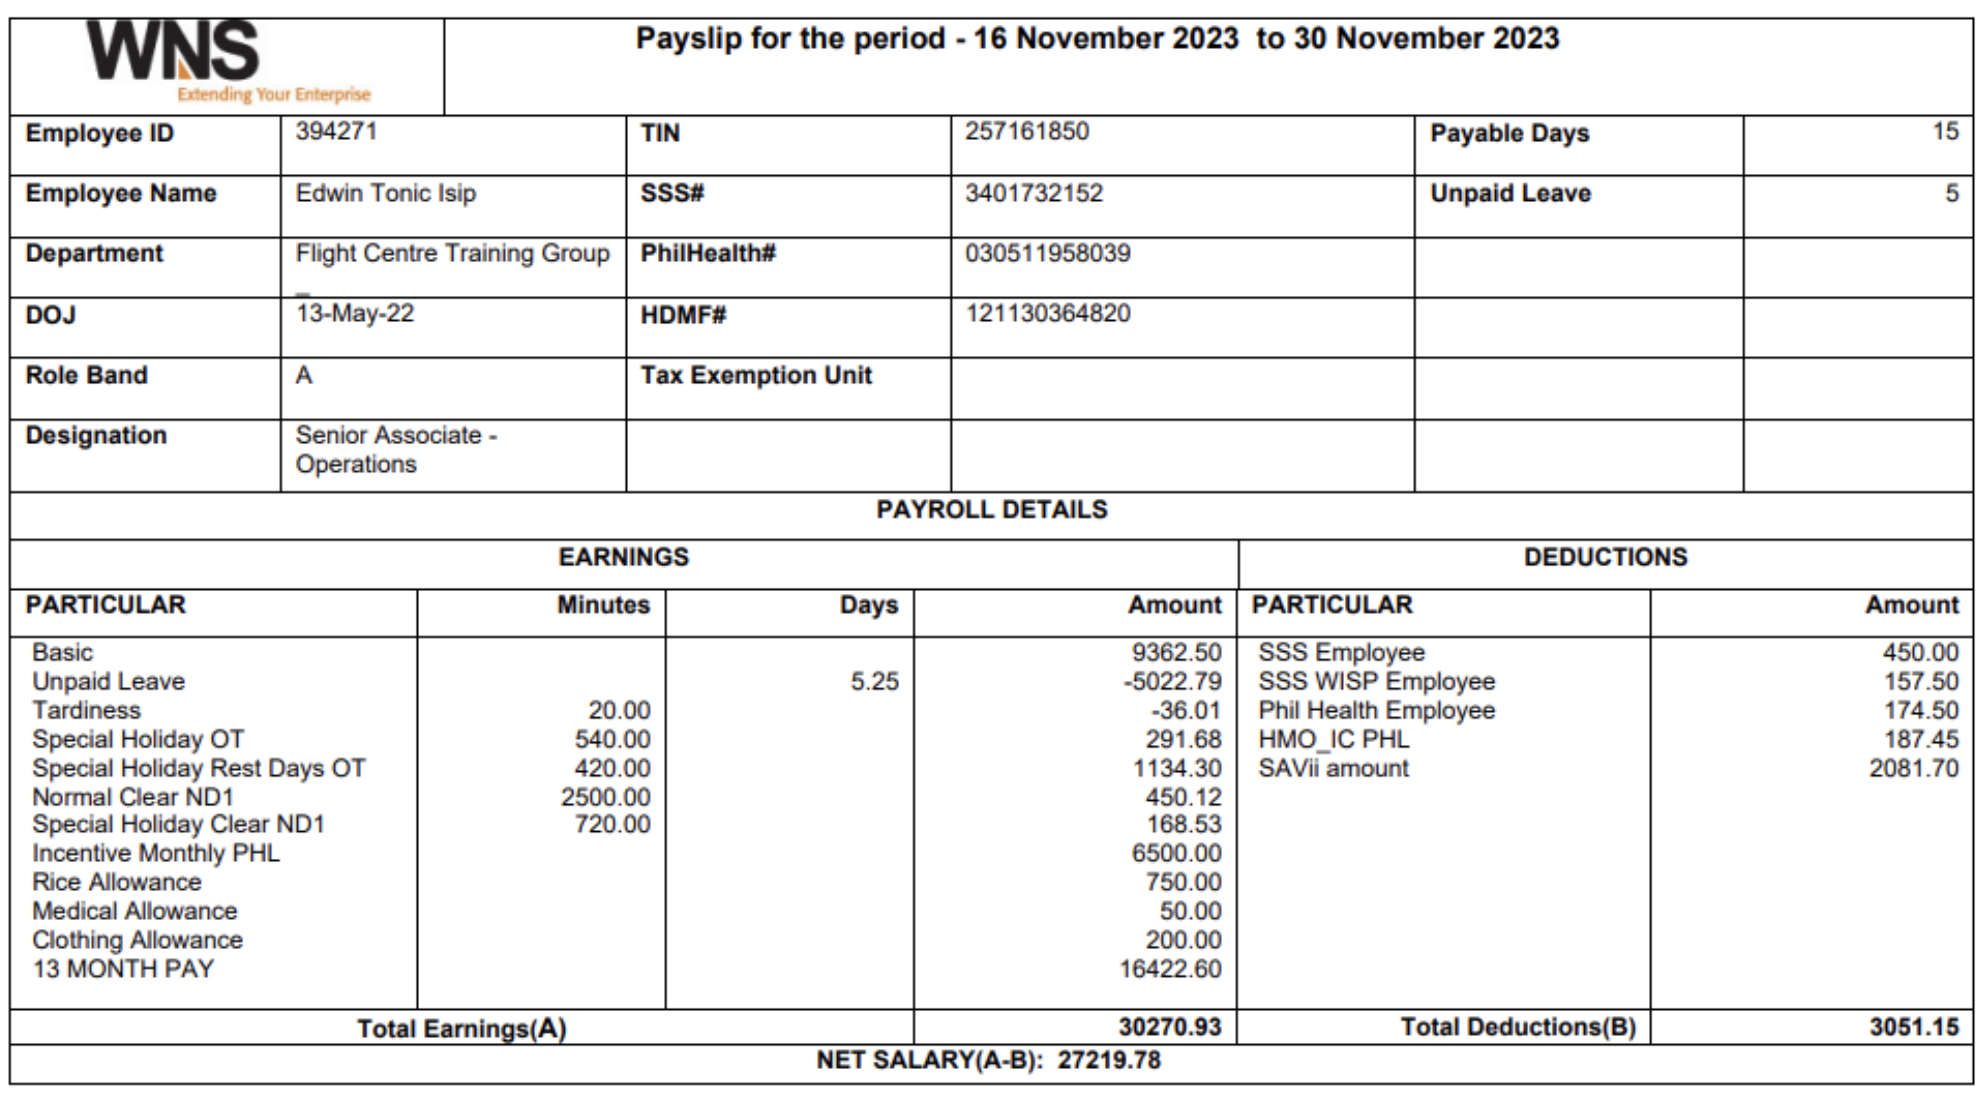 WNS
Extending Your Enterprise
Payslip for the period - 16 November 2023 to 30 November 2023
Employee ID 394271 TIN 257161850 Payable Days 15
Employee Name Edwin Tonic Isip SSS# 3401732152 Unpaid Leave 5
Department Flight Centre Training Group _ PhilHealth# 030511958039
DOJ 13-May-22 HDMF# 121130364820
Role Band A Tax Exemption Unit
Designation Senior Associate -
Operations
PAYROLL DETAILS
EARNINGS DEDUCTIONS
PARTICULAR Minutes Days Amount PARTICULAR Amount
Basic 9362.50 SSS Employee 450.00
Unpaid Leave 5.25 -5022.79 SSS WISP Employee 157.50
Tardiness 20.00 -36.01 Phil Health Employee 174.50
Special Holiday OT 540.00 291.68 HMO_IC PHL 187.45
Special Holiday Rest Days OT 420.00 1134.30 SAVii amount 2081.70
Normal Clear ND1 2500.00 450.12
Special Holiday Clear ND1 720.00 168.53
Incentive Monthly PHL 6500.00
Rice Allowance 750.00
Medical Allowance 50.00
Clothing Allowance 200.00
13 MONTH PAY 16422.60
Total Earnings(A) 30270.93 Total Deductions(B) 3051.15
NET SALARY(A-B): 27219.78